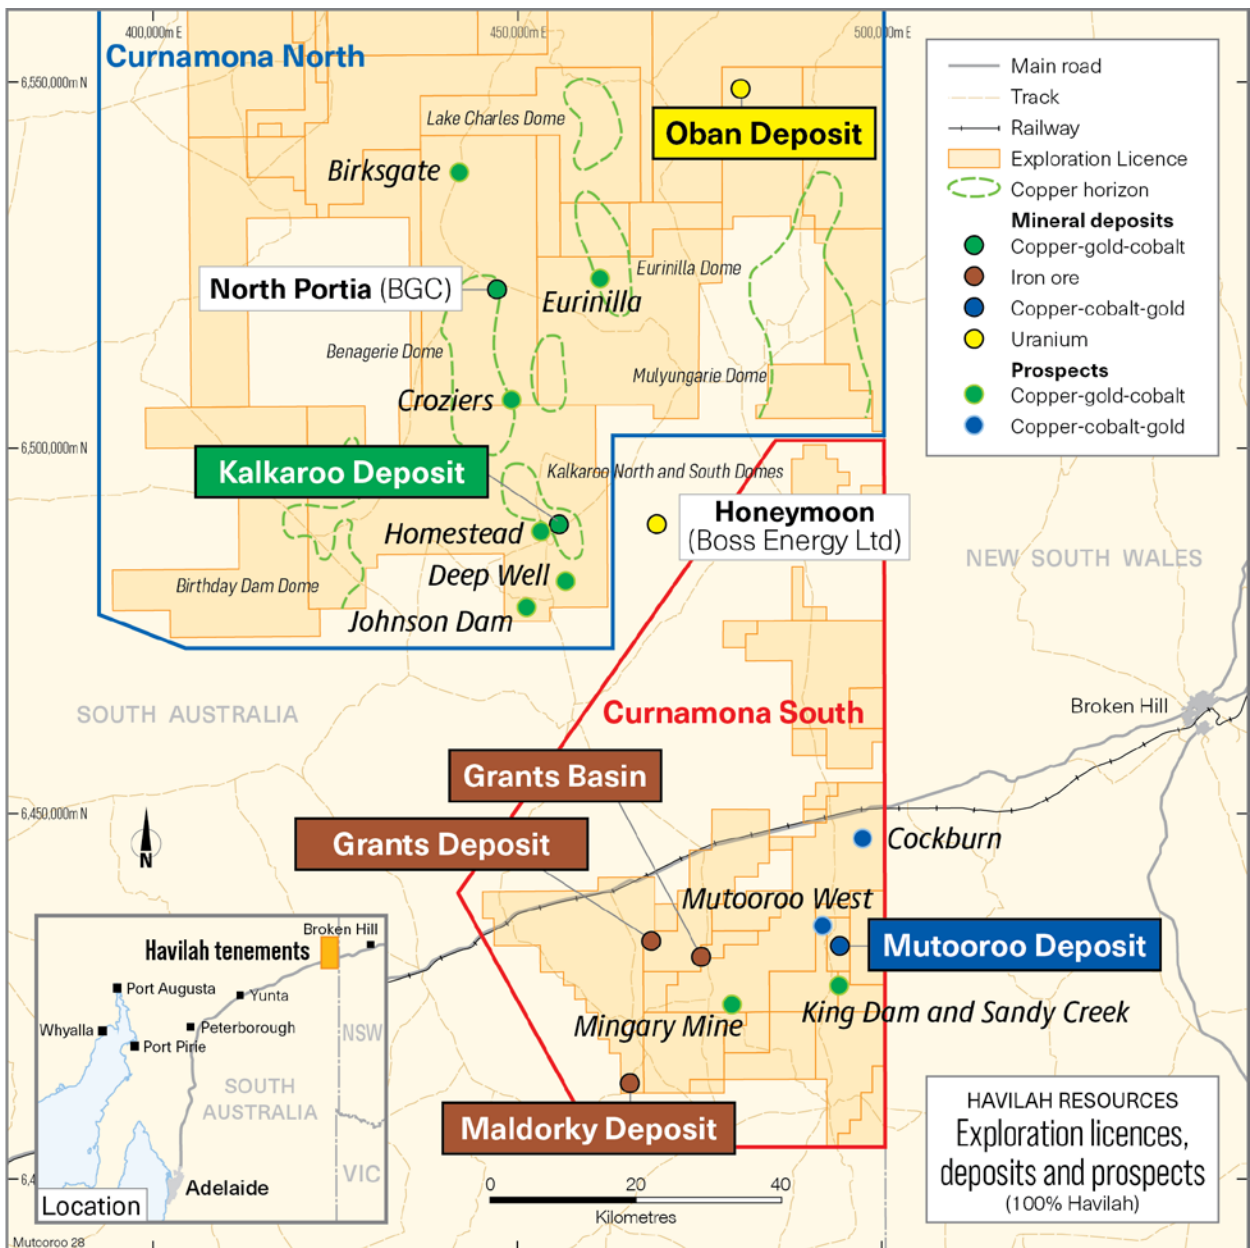 400,000m E
450,000m E
500,000m E
Curnamona North
6,550,000m N
Lake Charles Dome
Oban Deposit
Birksgate
Eurinilla Dome
North Portia (BGC)
Eurinilla
Benagerie Dome
Mulyungarie Dome
Croziers
6,500,000m N
Kalkaroo Deposit
Kalkaroo North and South Domes
Honeymoon
(Boss Energy Ltd)
Homestead
Deep Well
Birthday Dam Dome
Johnson Dam
NEW SOUTH WALES
SOUTH AUSTRALIA
Curnamona South
Broken Hill
Grants Basin
6,450,000m N
Grants Deposit
Cockburn
Mutooroo West
Mutooroo Deposit
King Dam and Sandy Creek
Mingary Mine
Maldorky Deposit
N
Main road
Track
Railway
Exploration Licence
Copper horizon
Mineral deposits
Copper-gold-cobalt
Iron ore
Copper-cobalt-gold
Uranium
Prospects
Copper-gold-cobalt
Copper-cobalt-gold
Broken Hill
Havilah tenements
Port Augusta
Yunta
Whyalla
Peterborough
NSW
Port Pirie
SOUTH
AUSTRALIA
VIC
Adelaide
Location
0 20 40
Kilometres
HAVILAH RESOURCES
Exploration licences,
deposits and prospects
(100% Havilah)
Mutcoroo 28